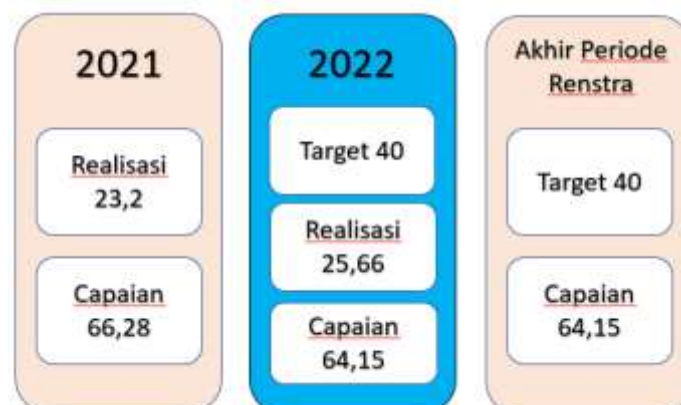 2021
Realisasi
23,2
Capaian
66,28
2022
Target 40
Realisasi
25,66
Capaian
64,15
Akhir Periode
Renstra
Target 40
Capaian
64,15